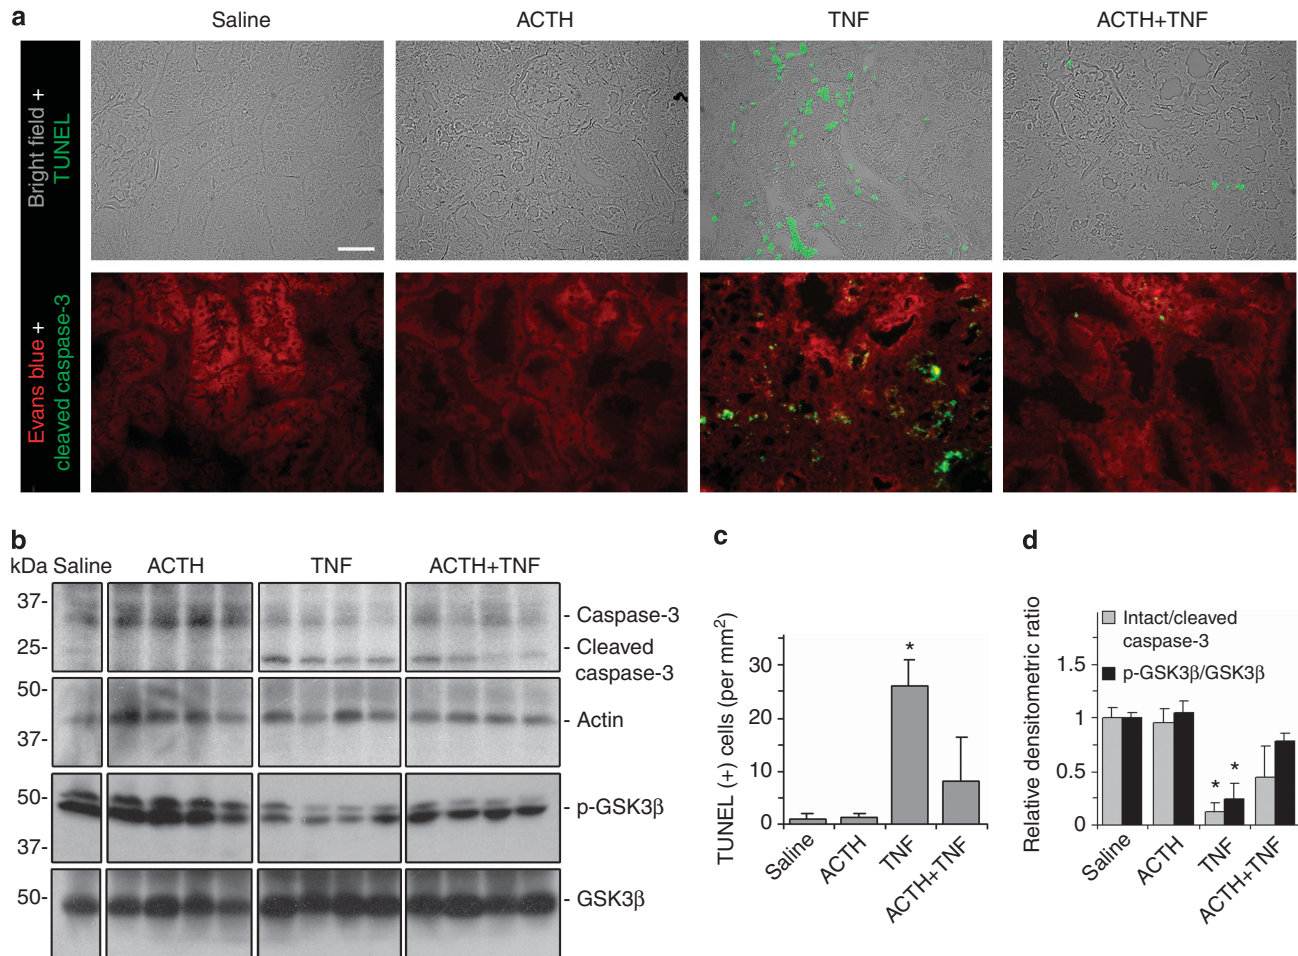 a
Saline
ACTH
TNF
ACTH+TNF
Bright field +
TUNEL
Evans blue +
cleaved caspase-3
b
kDa Saline ACTH TNF ACTH+TNF
37-
25-
- Caspase-3
- Cleaved
caspase-3
50-
37-
- Actin
50-
37-
- p-GSK3β
50-
- GSK3β
c
TUNEL (+) cells (per mm²)
30
20
10
0
Saline
ACTH
TNF
ACTH+TNF
*
d
Relative densitometric ratio
Intact/cleaved
caspase-3
p-GSK3β/GSK3β
1.5
1
0.5
0
* *
Saline
ACTH
TNF
ACTH+TNF